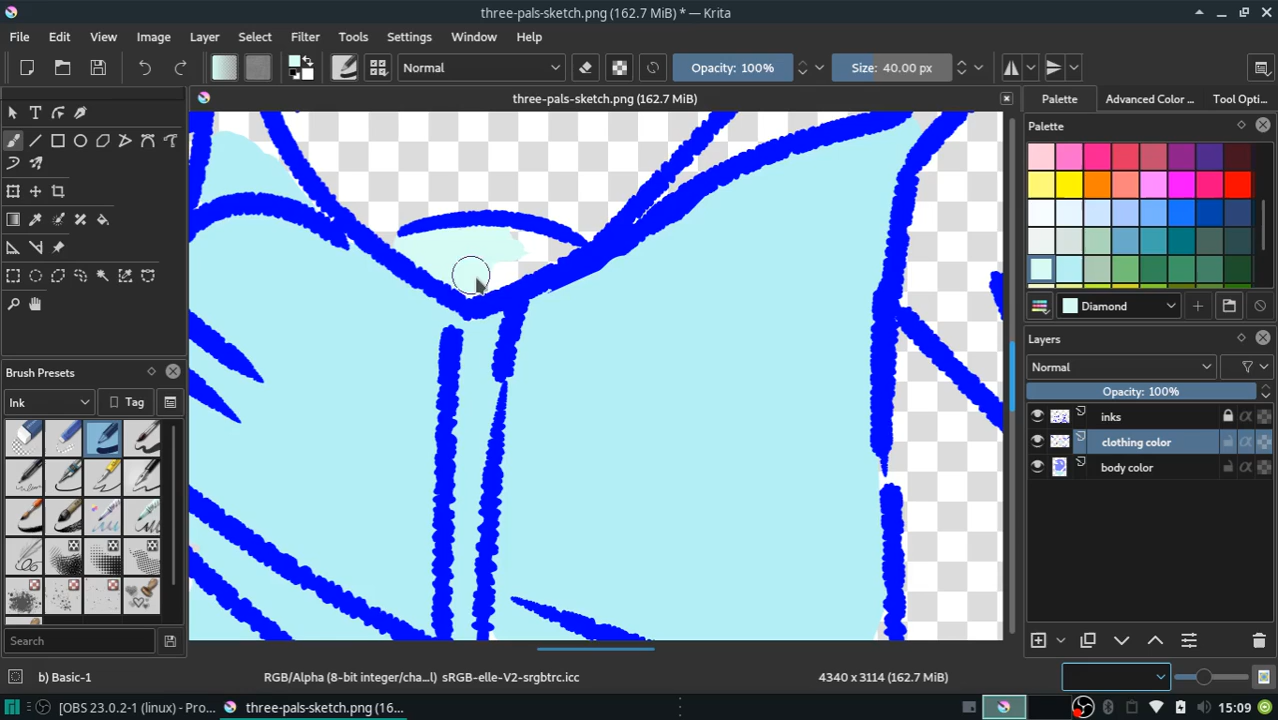 three-pals-sketch.png (162.7 MiB) * — Krita
File Edit View Image Layer Select Filter Tools Settings Window Help
Normal
Opacity: 100%
Size: 40.00 px
three-pals-sketch.png (162.7 MiB)
Palette Advanced Color ... Tool Opti...
Palette
Diamond
Layers
Normal
Opacity: 100%
inks
clothing color
body color
Brush Presets
Ink
Tag
Search
b) Basic-1
RGB/Alpha (8-bit integer/cha...l) sRGB-elle-V2-srgbtrc.icc
4340 x 3114 (162.7 MiB)
[OBS 23.0.2-1 (linux) - Pro...
three-pals-sketch.png (16...
15:09